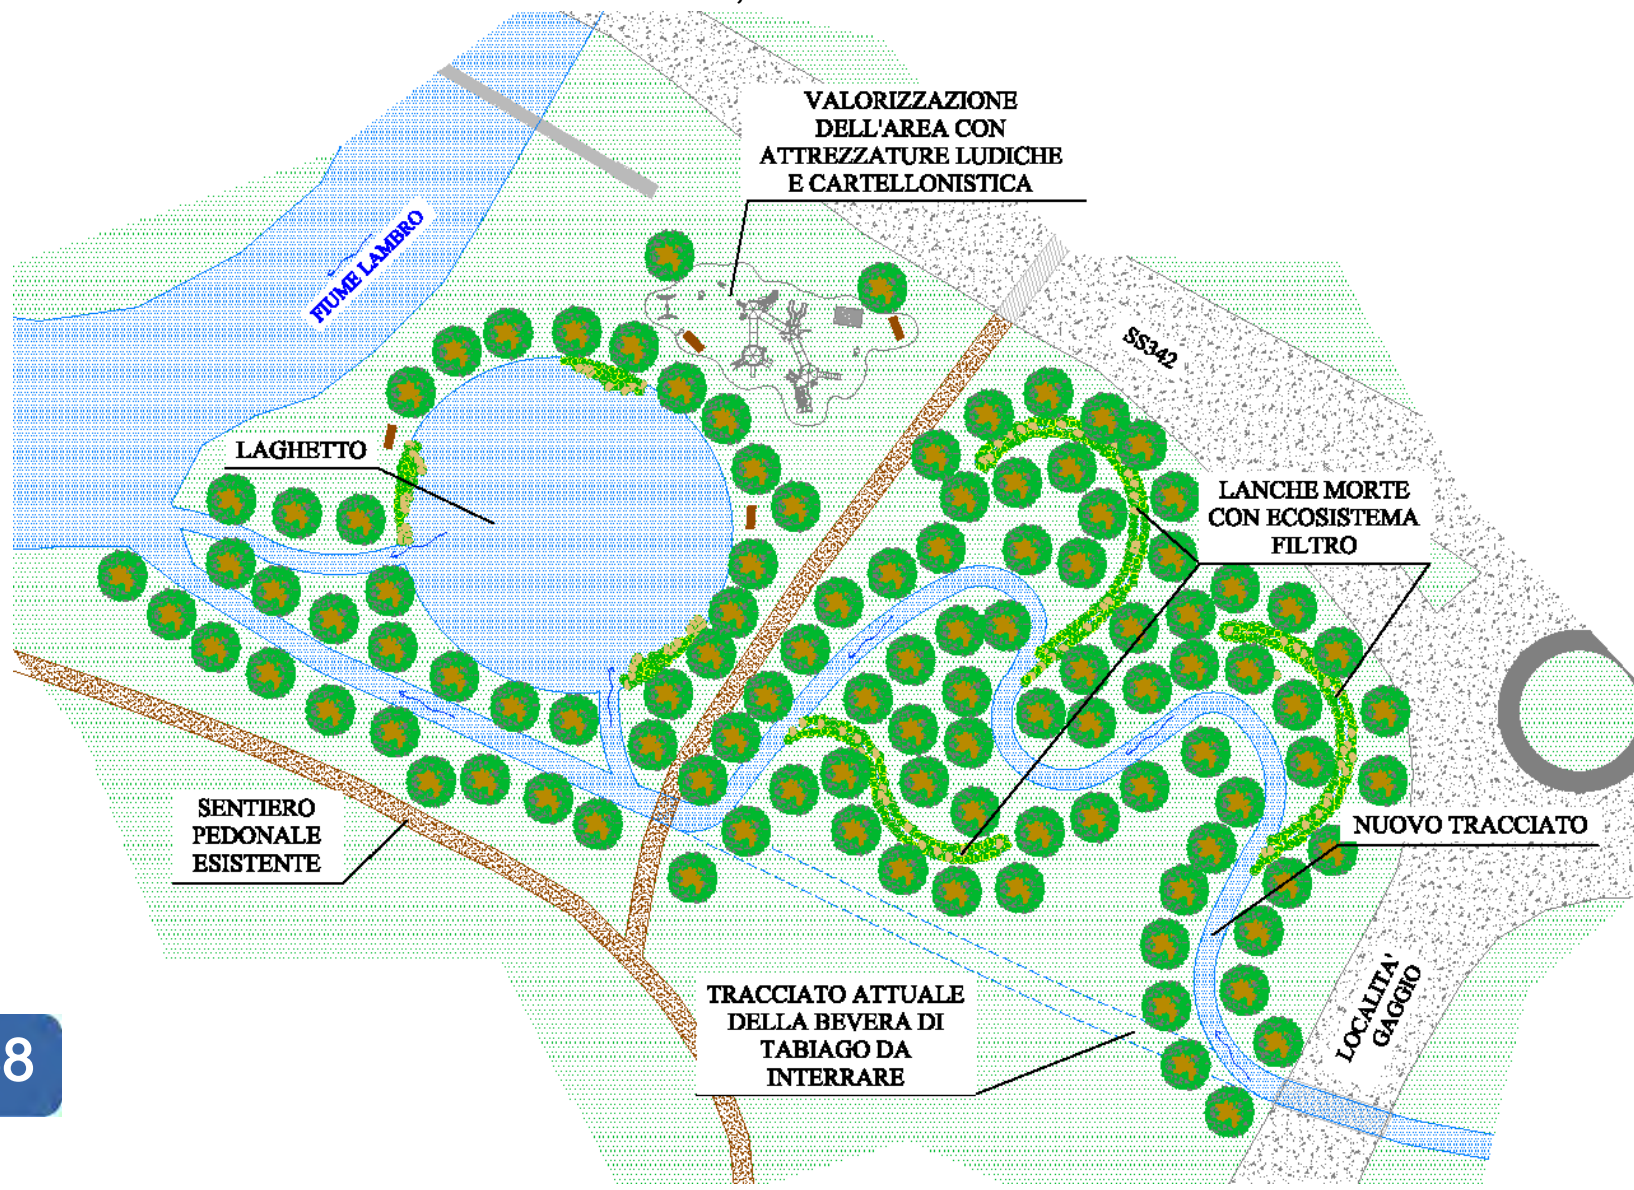 VALORIZZAZIONE
DELL'AREA CON
ATTREZZATURE LUDICHE
E CARTELLONISTICA
FIUME LAMBRO
SS342
LAGHETTO
LANCHE MORTE
CON ECOSISTEMA
FILTRO
SENTIERO
PEDONALE
ESISTENTE
NUOVO TRACCIATO
TRACCIATO ATTUALE
DELLA BEVERA DI
TABIAGO DA
INTERRARE
LOCALITA'
GAGGIO
8